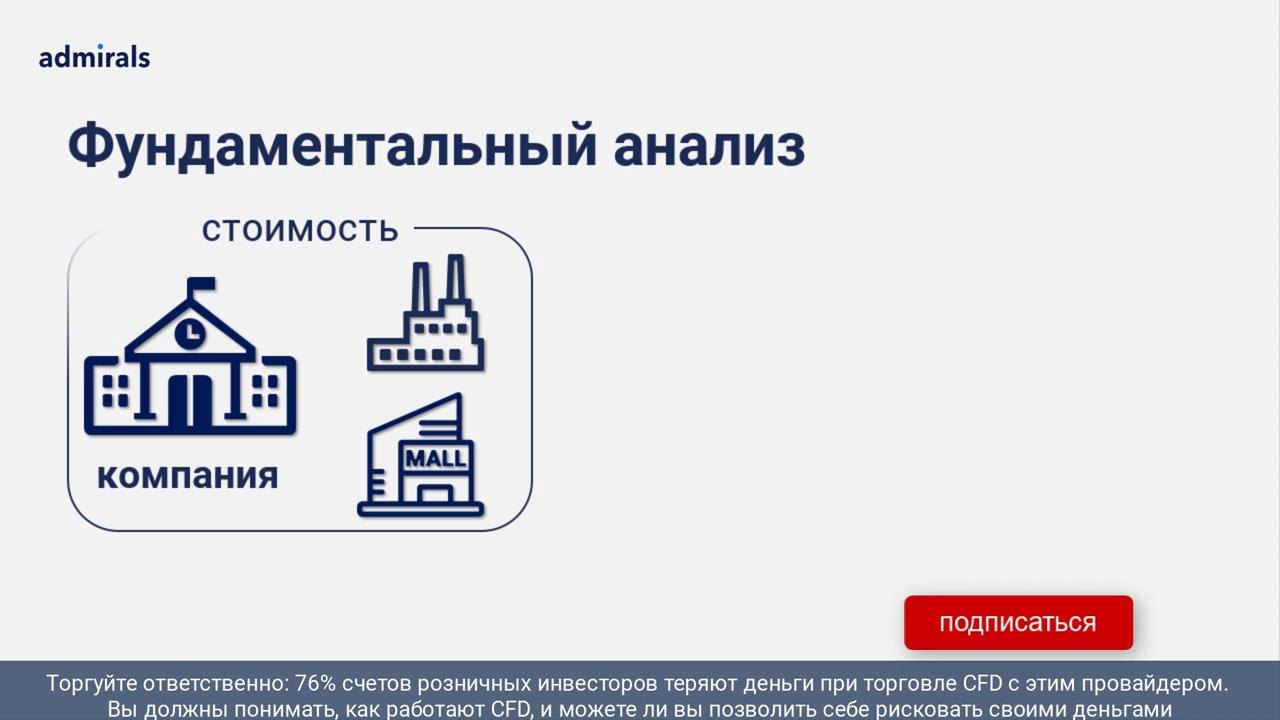 admirals
Фундаментальный анализ
стоимость
MALL
компания
подписаться
Торгуйте ответственно: 76% счетов розничных инвесторов теряют деньги при торговле CFD с этим провайдером.
Вы должны понимать, как работают CFD, и можете ли вы позволить себе рисковать своими деньгами